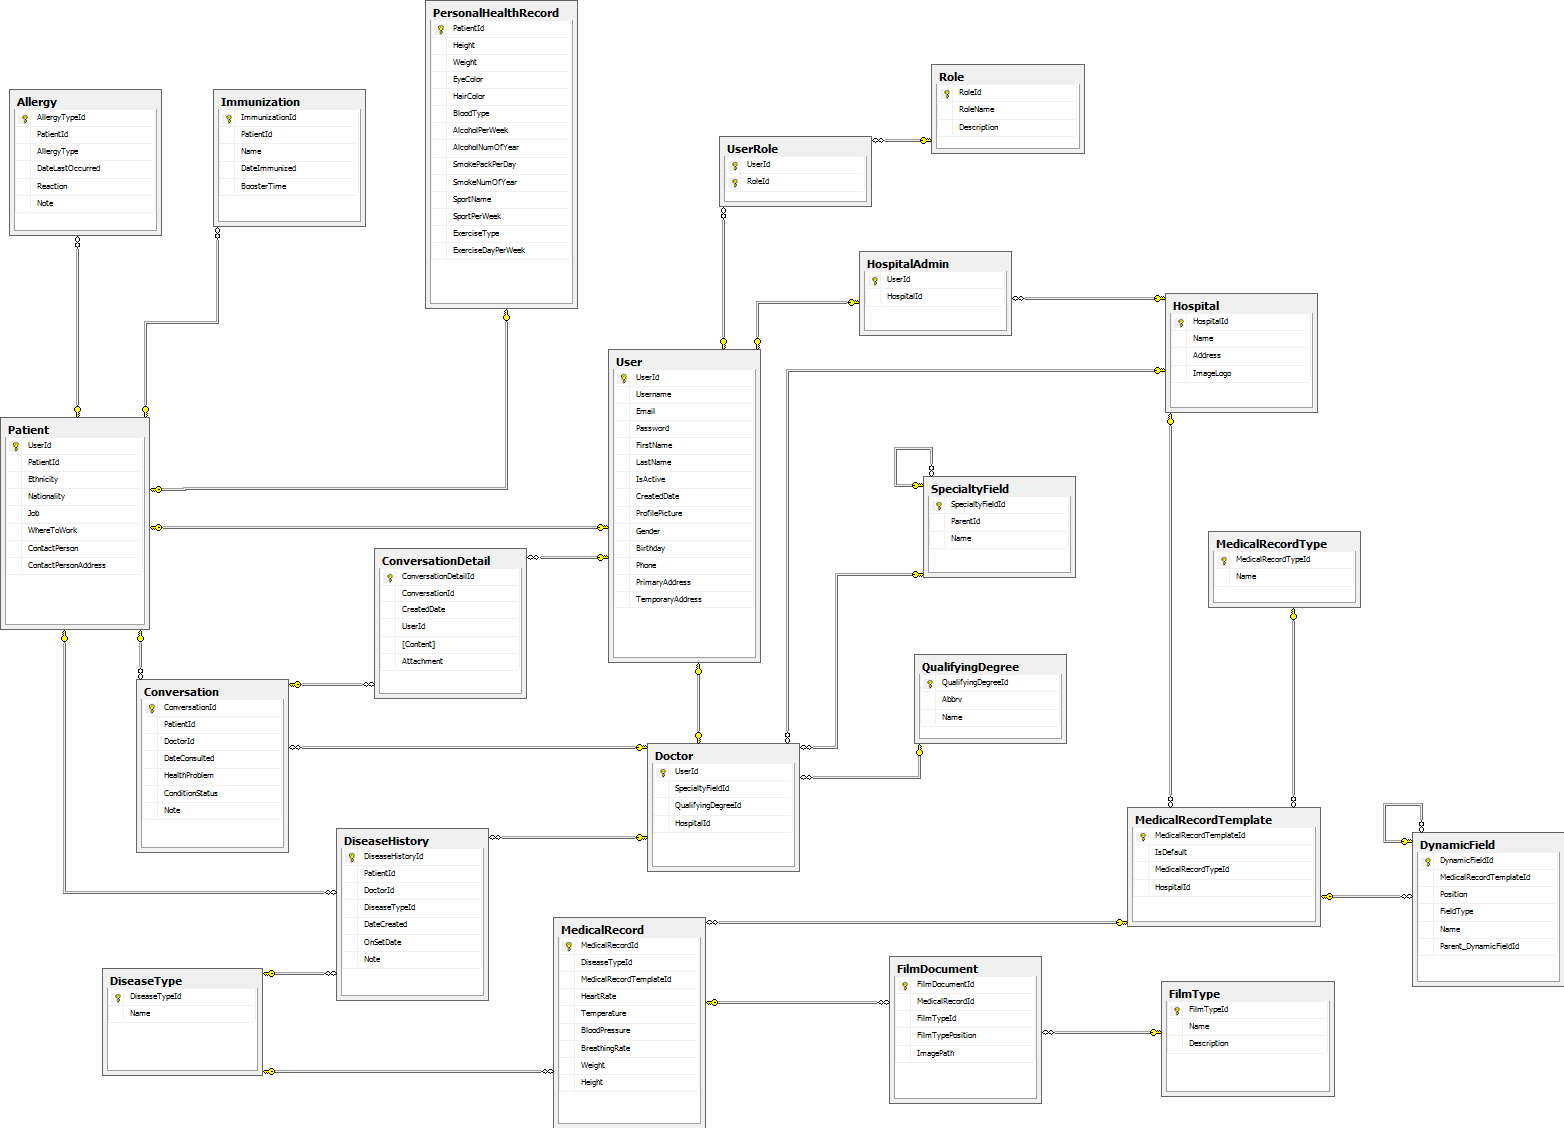 PersonalHealthRecord
PatientId
Height
Weight
EyeColor
HairColor
BloodType
AlcoholPerWeek
AlcoholNumOfYear
SmokePackPerDay
SmokeNumOfYear
SportName
SportPerWeek
ExerciseType
ExerciseDayPerWeek
Role
RoleId
RoleName
Description
Allergy
AllergyTypeId
PatientId
AllergyType
DateLastOccurred
Reaction
Note
Immunization
ImmunizationId
PatientId
Name
DateImmunized
BoosterTime
UserRole
UserId
RoleId
HospitalAdmin
UserId
HospitalId
Hospital
HospitalId
Name
Address
ImageLogo
User
UserId
Username
Email
Password
FirstName
LastName
IsActive
CreatedDate
ProfilePicture
Gender
Birthday
Phone
PrimaryAddress
TemporaryAddress
Patient
UserId
PatientId
Ethnicity
Nationality
Job
WhereToWork
ContactPerson
ContactPersonAddress
SpecialtyField
SpecialtyFieldId
ParentId
Name
MedicalRecordType
MedicalRecordTypeId
Name
ConversationDetail
ConversationDetailId
ConversationId
CreatedDate
UserId
[Content]
Attachment
QualifyingDegree
QualifyingDegreeId
Abbrv
Name
Conversation
ConversationId
PatientId
DoctorId
DateConsulted
HealthProblem
ConditionStatus
Note
Doctor
UserId
SpecialtyFieldId
QualifyingDegreeId
HospitalId
MedicalRecordTemplate
MedicalRecordTemplateId
IsDefault
MedicalRecordTypeId
HospitalId
DynamicField
DynamicFieldId
MedicalRecordTemplateId
Position
FieldType
Name
Parent_DynamicFieldId
DiseaseHistory
DiseaseHistoryId
PatientId
DoctorId
DiseaseTypeId
DateCreated
OnSetDate
Note
MedicalRecord
MedicalRecordId
DiseaseTypeId
MedicalRecordTemplateId
HeartRate
Temperature
BloodPressure
BreathingRate
Weight
Height
FilmDocument
FilmDocumentId
MedicalRecordId
FilmTypeId
FilmTypePosition
ImagePath
DiseaseType
DiseaseTypeId
Name
FilmType
FilmTypeId
Name
Description